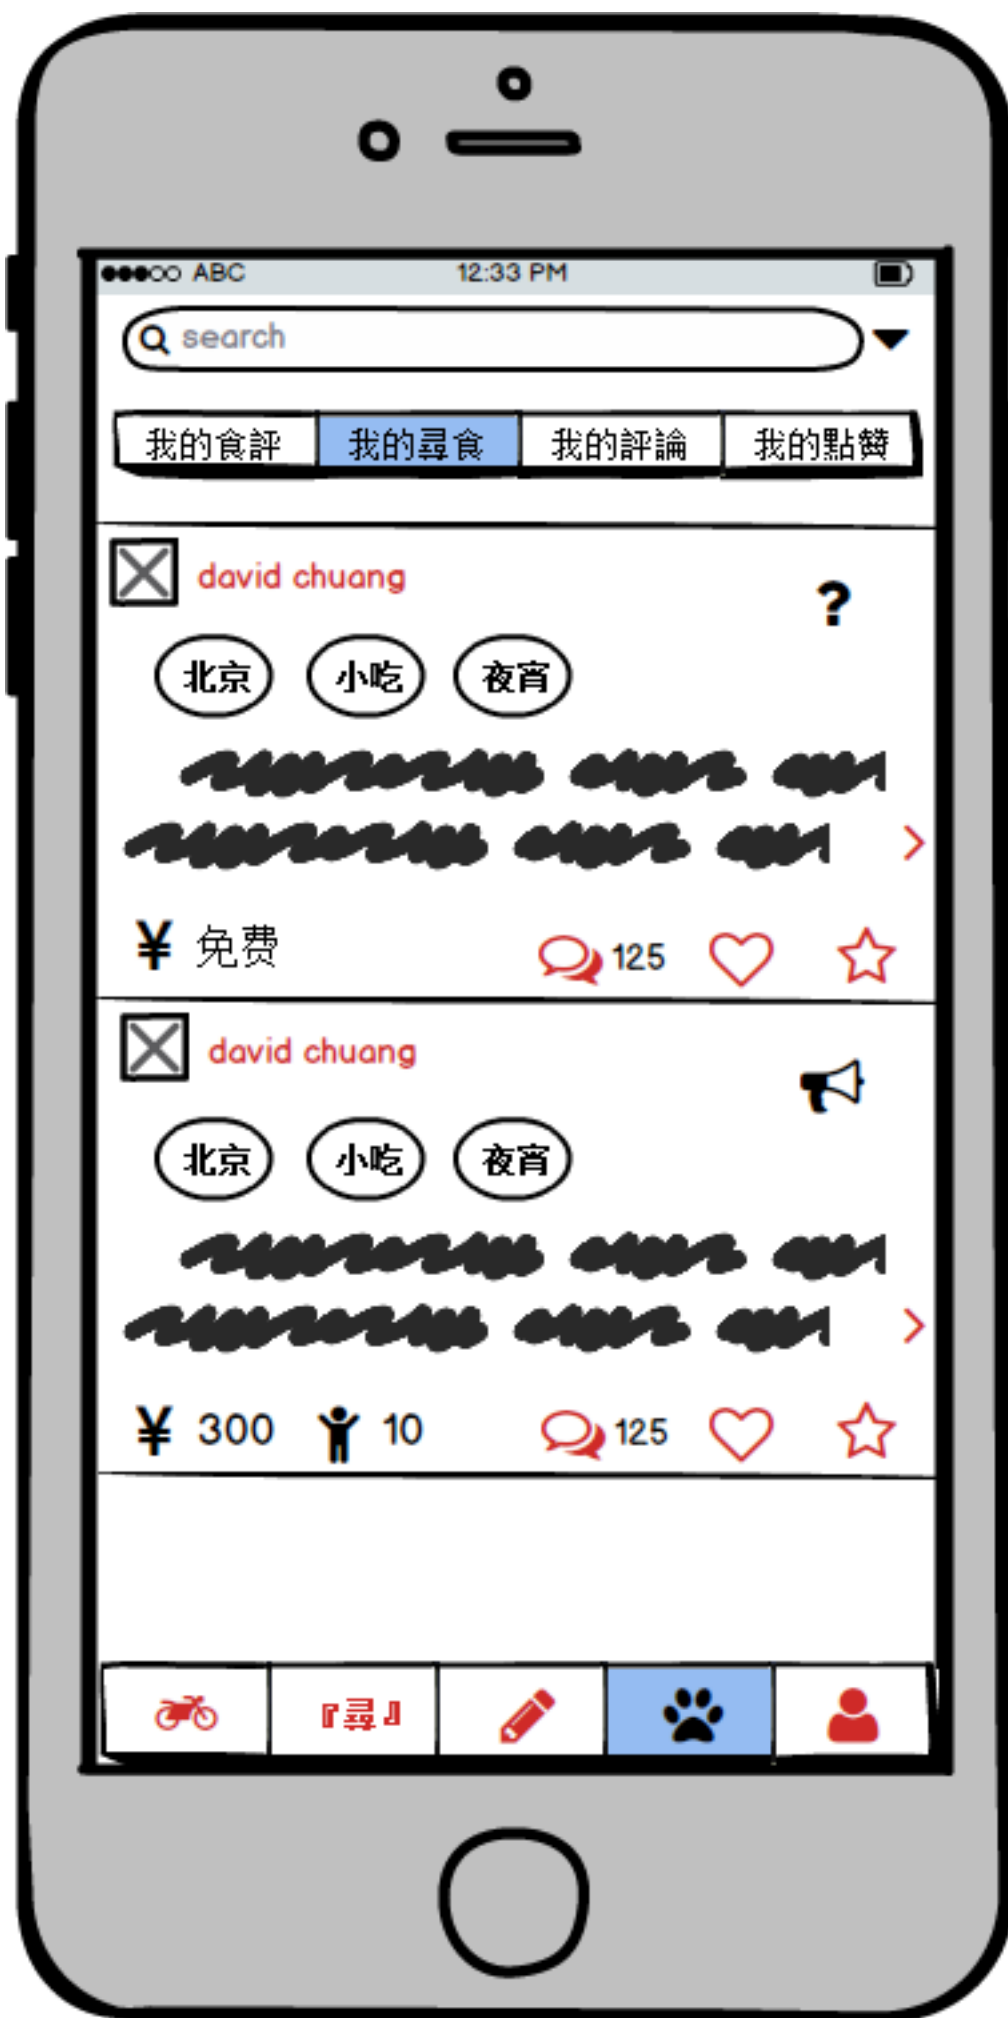 ABC 12:33 PM
search
我的食評 我的尋食 我的評論 我的點贊
david chuang
?
北京 小吃 夜宵
¥ 免费 125
david chuang
北京 小吃 夜宵
¥ 300 10 125
『尋』